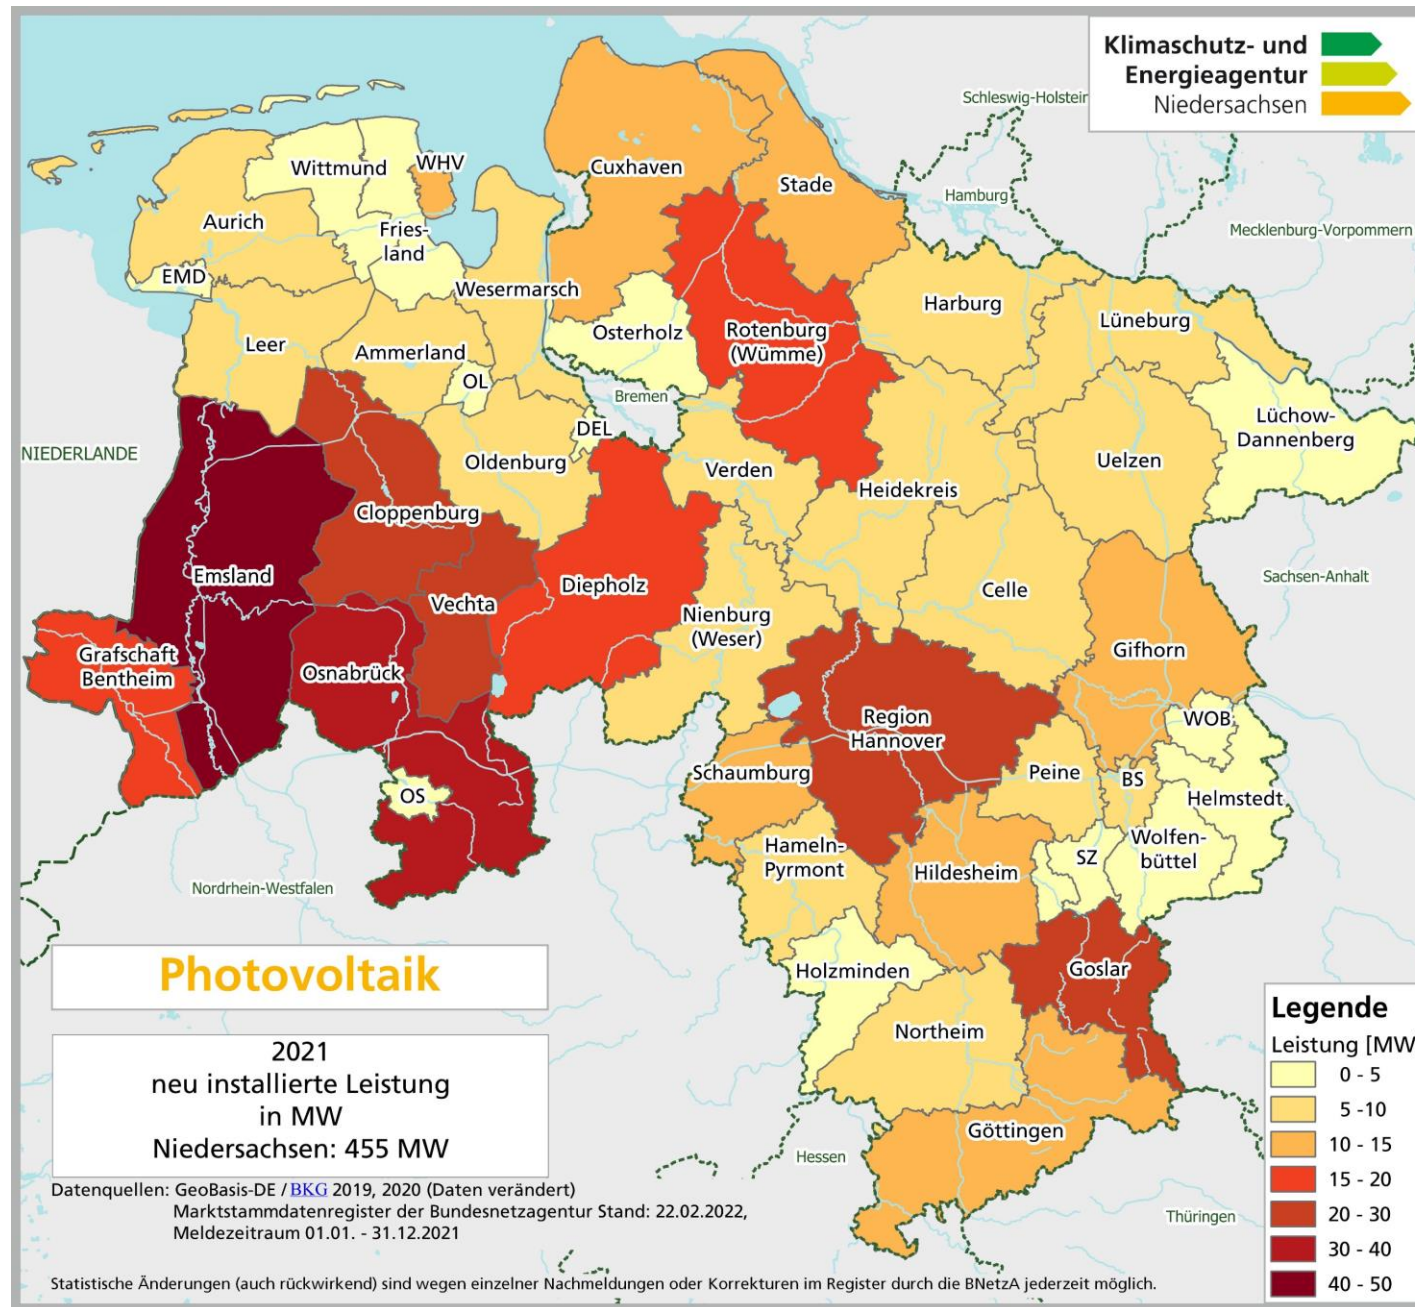 Klimaschutz- und
Energieagentur
Niedersachsen
Schleswig-Holstein
Hamburg
Mecklenburg-Vorpommern
Wittmund
WHV
Cuxhaven
Stade
Aurich
Fries-
land
EMD
Wesermarsch
Harburg
Lüneburg
Osterholz
Rotenburg
(Wümme)
Leer
Ammerland
OL
Bremen
Lüchow-
Dannenberg
DEL
NIEDERLANDE
Oldenburg
Verden
Uelzen
Heidekreis
Cloppenburg
Emsland
Diepholz
Celle
Sachsen-Anhalt
Vechta
Nienburg
(Weser)
Gifhorn
Grafschaft
Bentheim
Osnabrück
Region
Hannover
WOB
Schaumburg
Peine
BS
OS
Helmstedt
Hameln-
Pyrmont
Wolfen-
büttel
SZ
Hildesheim
Nordrhein-Westfalen
Holzminden
Goslar
Northeim
Göttingen
Hessen
Thüringen
Photovoltaik
2021
neu installierte Leistung
in MW
Niedersachsen: 455 MW
Datenquellen: GeoBasis-DE / BKG 2019, 2020 (Daten verändert)
Marktstammdatenregister der Bundesnetzagentur Stand: 22.02.2022,
Meldezeitraum 01.01. - 31.12.2021
Statistische Änderungen (auch rückwirkend) sind wegen einzelner Nachmeldungen oder Korrekturen im Register durch die BNetzA jederzeit möglich.
Legende
Leistung [MW
0 - 5
5 -10
10 - 15
15 - 20
20 - 30
30 - 40
40 - 50